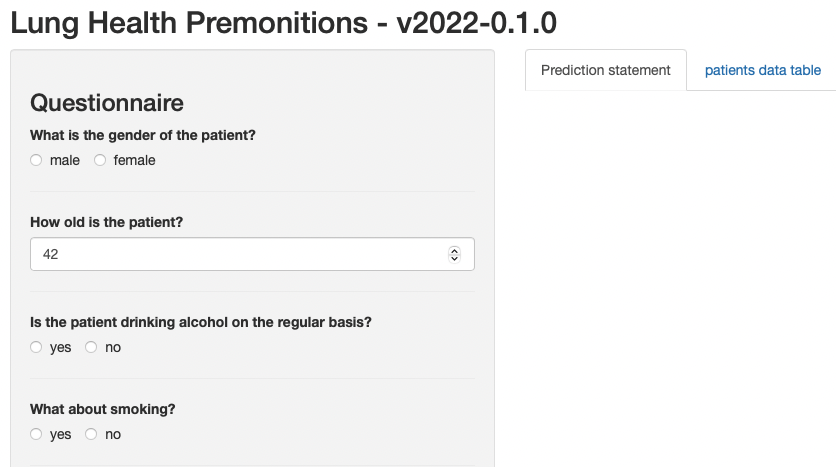 Lung Health Premonitions - v2022-0.1.0
Prediction statement
patients data table
Questionnaire
What is the gender of the patient?
male female
How old is the patient?
42
Is the patient drinking alcohol on the regular basis?
yes no
What about smoking?
yes no